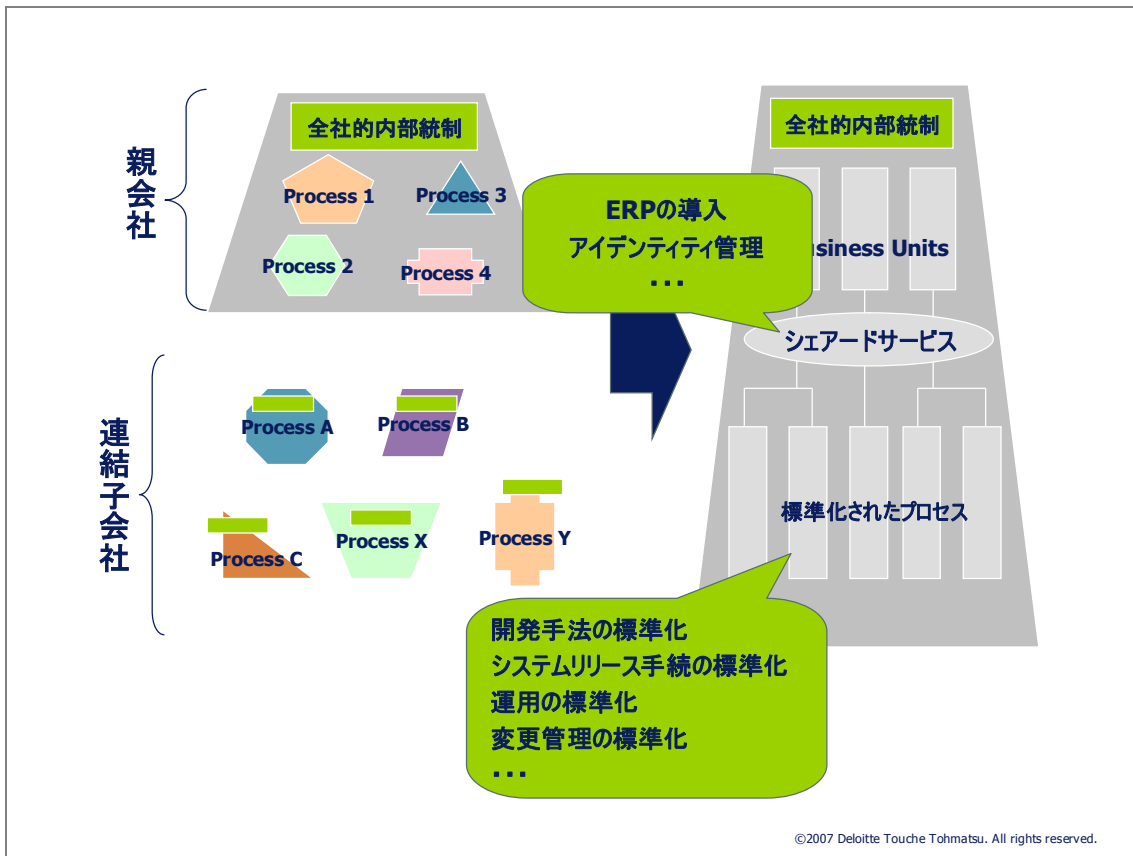 親会社
全社的内部統制
Process 1
Process 3
Process 2
Process 4
連結子会社
Process A
Process B
Process C
Process X
Process Y
ERPの導入
アイデンティティ管理
・・・
全社的内部統制
usiness Units
シェアードサービス
標準化されたプロセス
開発手法の標準化
システムリリース手続の標準化
運用の標準化
変更管理の標準化
・・・
©2007 Deloitte Touche Tohmatsu. All rights reserved.